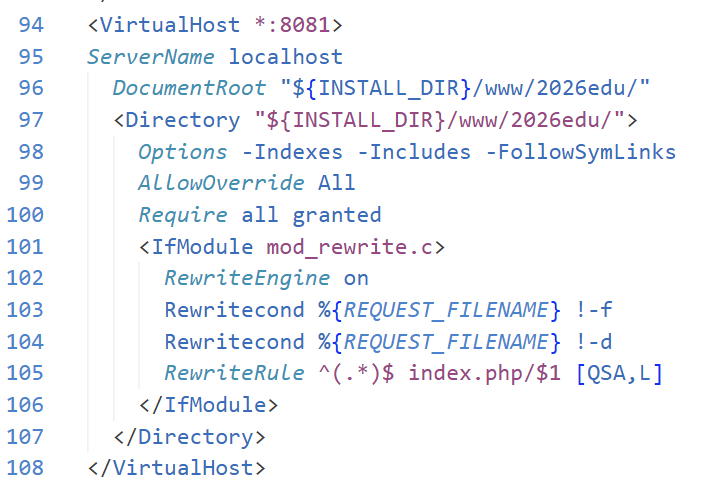 94 <VirtualHost *:8081>
95 ServerName localhost
96 DocumentRoot "${INSTALL_DIR}/www/2026edu/"
97 <Directory "${INSTALL_DIR}/www/2026edu/">
98 Options -Indexes -Includes -FollowSymLinks
99 AllowOverride All
100 Require all granted
101 <IfModule mod_rewrite.c>
102 RewriteEngine on
103 Rewritecond %{REQUEST_FILENAME} !-f
104 Rewritecond %{REQUEST_FILENAME} !-d
105 RewriteRule ^(.*)$ index.php/$1 [QSA,L]
106 </IfModule>
107 </Directory>
108 </VirtualHost>